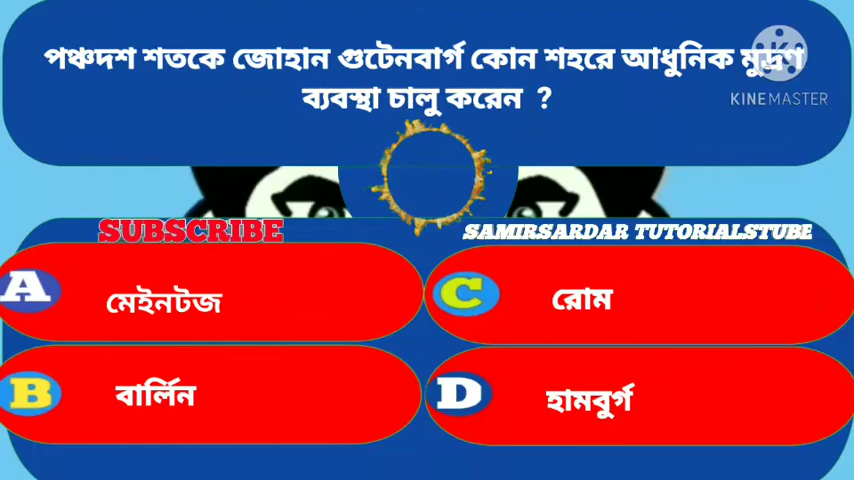 পঞ্চদশ শতকে জোহান গুটেনবার্গ কোন শহরে আধুনিক মুদ্রণ
ব্যবস্থা চালু করেন ?
KINEMASTER
SUBSCRIBE
SAMIRSARDAR TUTORIALSTUBE
A মেইনটজ
C রোম
B বার্লিন
D হামবুর্গ